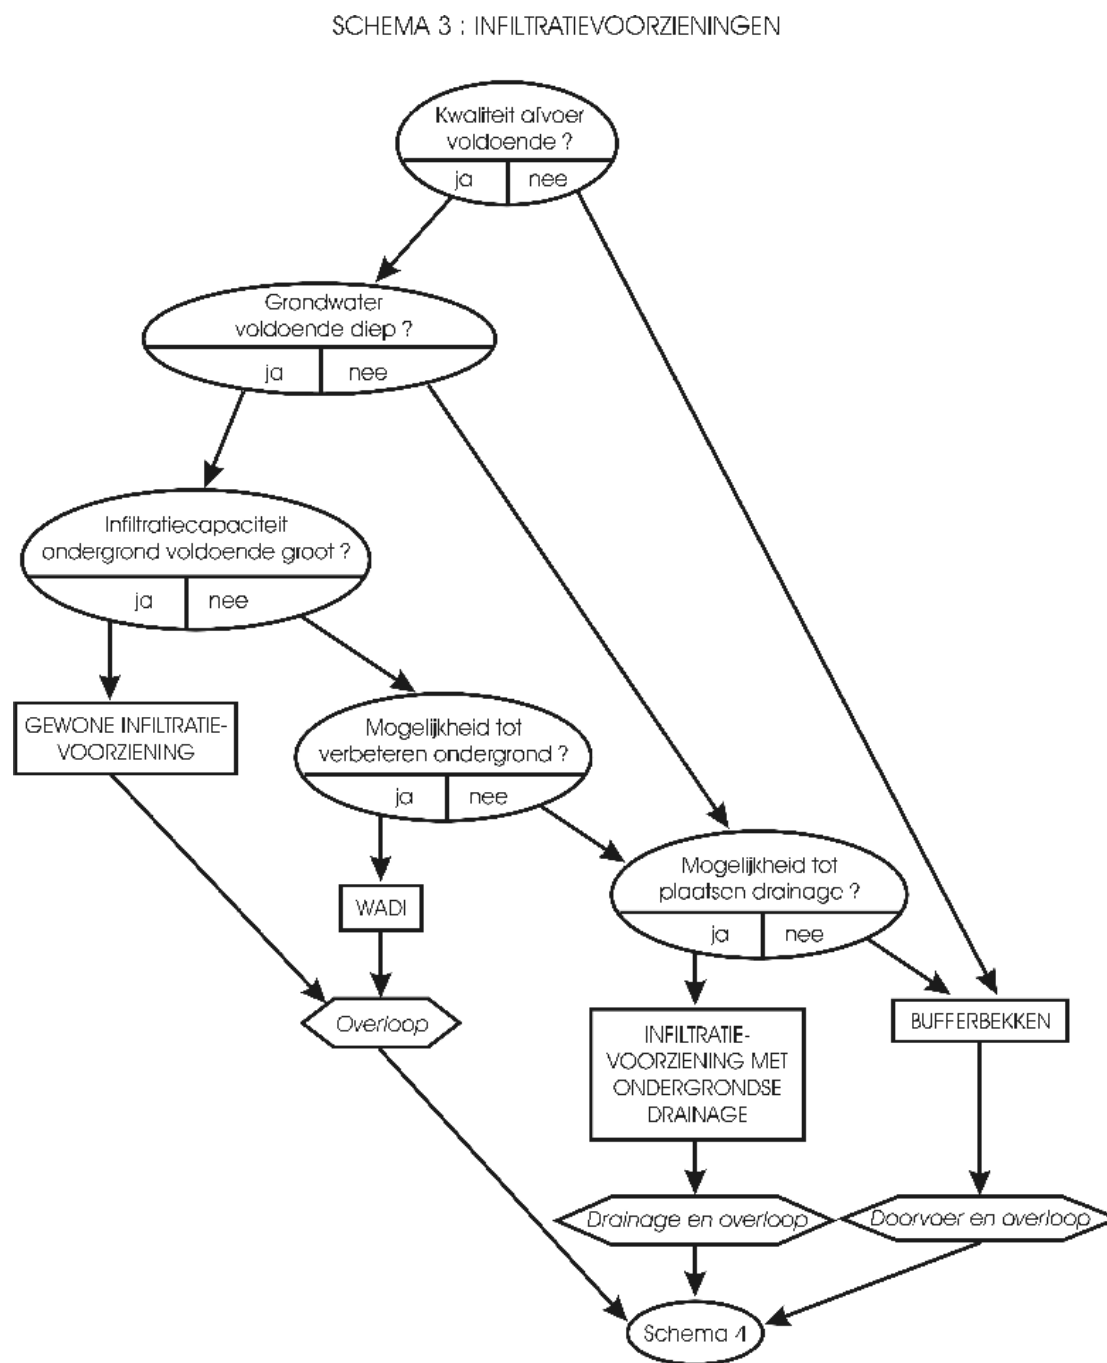 SCHEMA 3 : INFILTRATIEVOORZIENINGEN
Kwaliteit afvoer
voldoende ?
ja
nee
Grondwater
voldoende diep ?
ja
nee
Infiltratiecapaciteit
ondergrond voldoende groot ?
ja
nee
GEWONE INFILTRATIE-
VOORZIENING
Mogelijkheid tot
verbeteren ondergrond ?
ja
nee
WADI
Mogelijkheid tot
plaatsen drainage ?
ja
nee
Overloop
BUFFERBEKKEN
INFILTRATIE-
VOORZIENING MET
ONDERGRONDSE
DRAINAGE
Drainage en overloop
Doorvoer en overloop
Schema 4